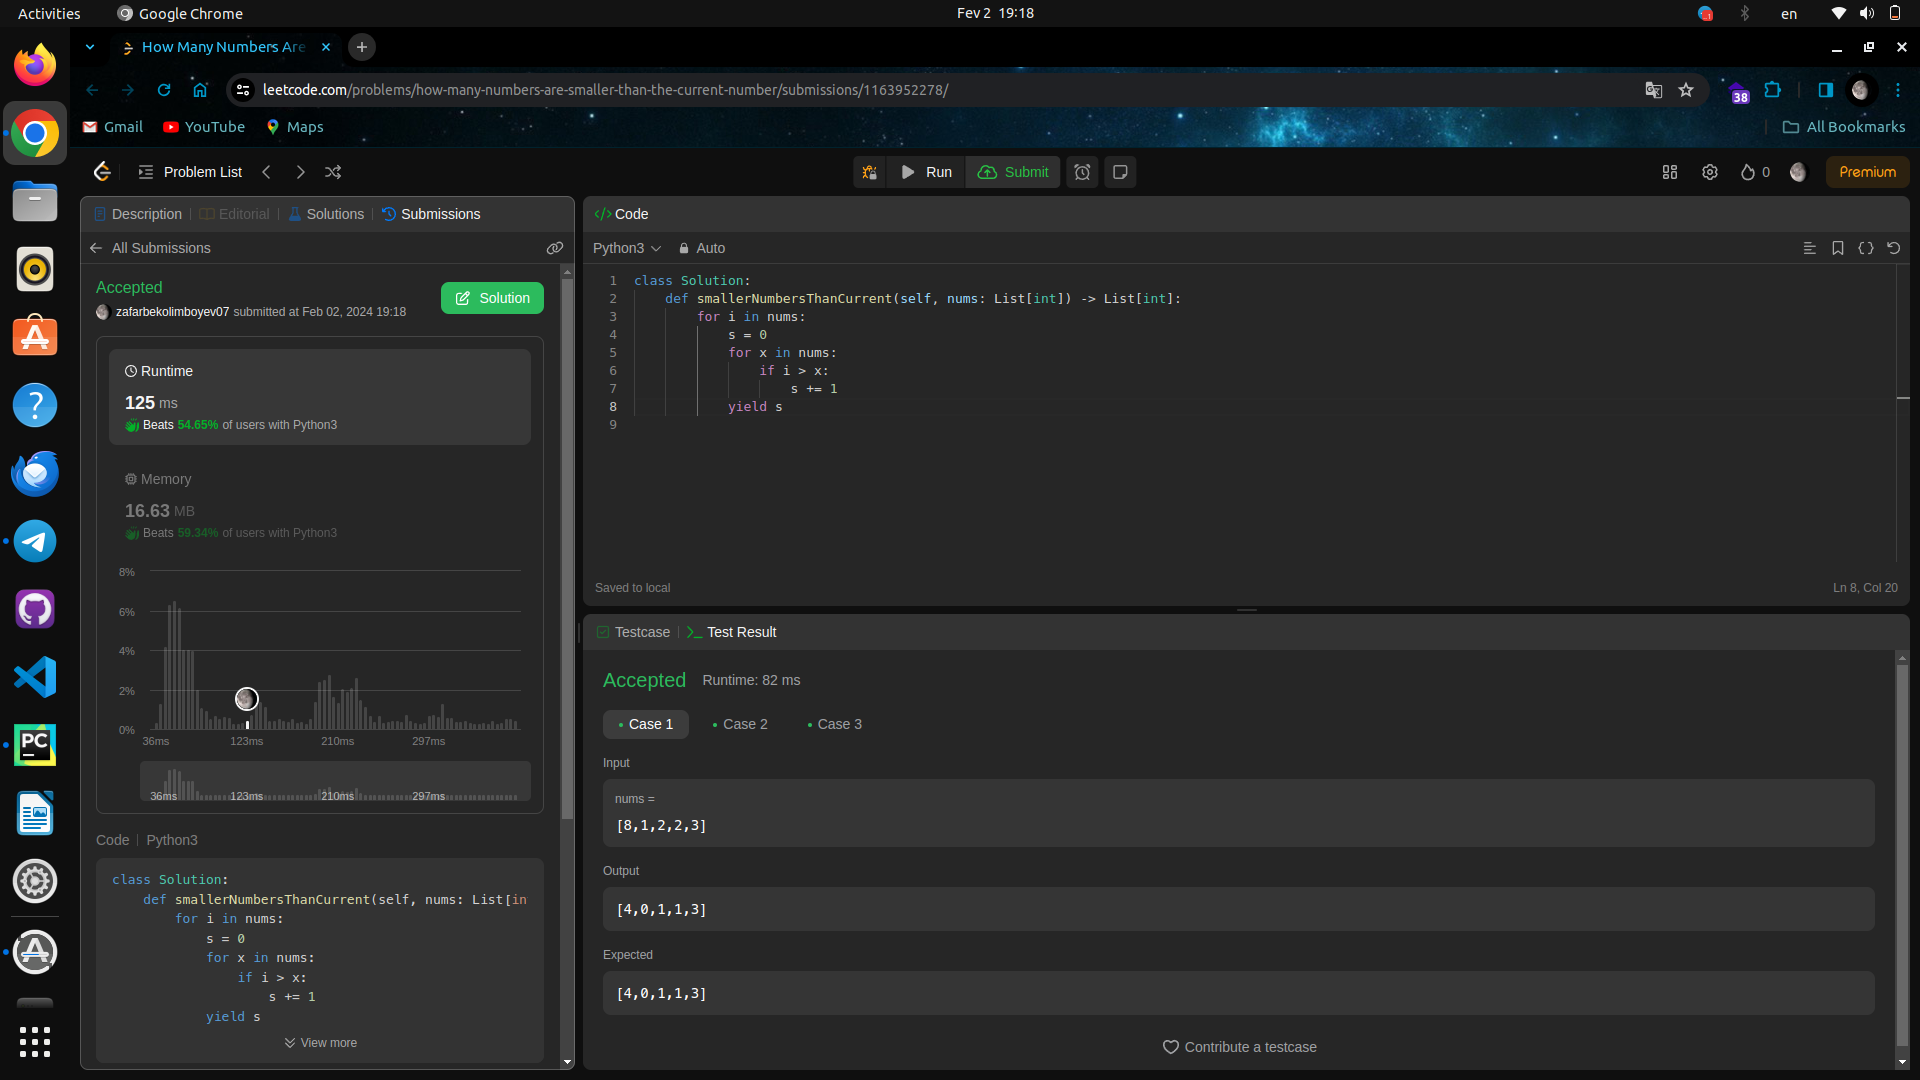 Activities
Google Chrome
Fev 2 19:18
en
How Many Numbers Are
leetcode.com/problems/how-many-numbers-are-smaller-than-the-current-number/submissions/1163952278/
38
Gmail
YouTube
Maps
All Bookmarks
Problem List
Run
Submit
0
Premium
Description
Editorial
Solutions
Submissions
All Submissions
Accepted
zafarbekolimboyev07 submitted at Feb 02, 2024 19:18
Solution
Runtime
125 ms
Beats 54.65% of users with Python3
Memory
16.63 MB
Beats 59.34% of users with Python3
8%
6%
4%
2%
0%
36ms 123ms 210ms 297ms
36ms 123ms 210ms 297ms
Code | Python3
class Solution:
def smallerNumbersThanCurrent(self, nums: List[in
for i in nums:
s = 0
for x in nums:
if i > x:
s += 1
yield s
View more
</> Code
Python3
Auto
1 class Solution:
2 def smallerNumbersThanCurrent(self, nums: List[int]) -> List[int]:
3 for i in nums:
4 s = 0
5 for x in nums:
6 if i > x:
7 s += 1
8 yield s
9
Saved to local
Ln 8, Col 20
Testcase
Test Result
Accepted Runtime: 82 ms
Case 1
Case 2
Case 3
Input
nums =
[8,1,2,2,3]
Output
[4,0,1,1,3]
Expected
[4,0,1,1,3]
Contribute a testcase
PC